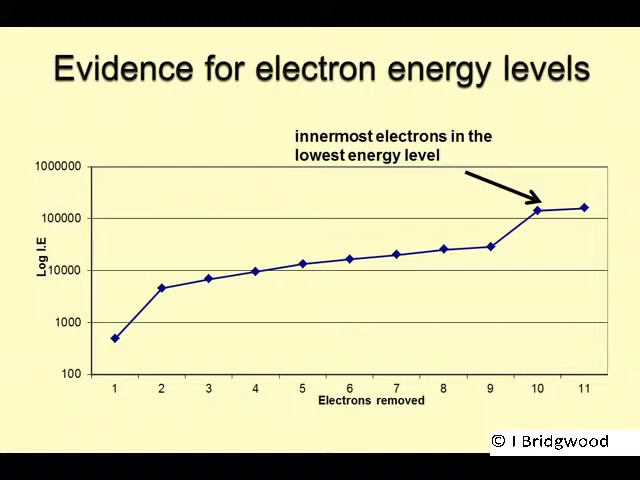 Evidence for electron energy levels
innermost electrons in the
lowest energy level
1000000
100000
10000
1000
100
Log I.E
1 2 3 4 5 6 7 8 9 10 11
Electrons removed
© I Bridgwood